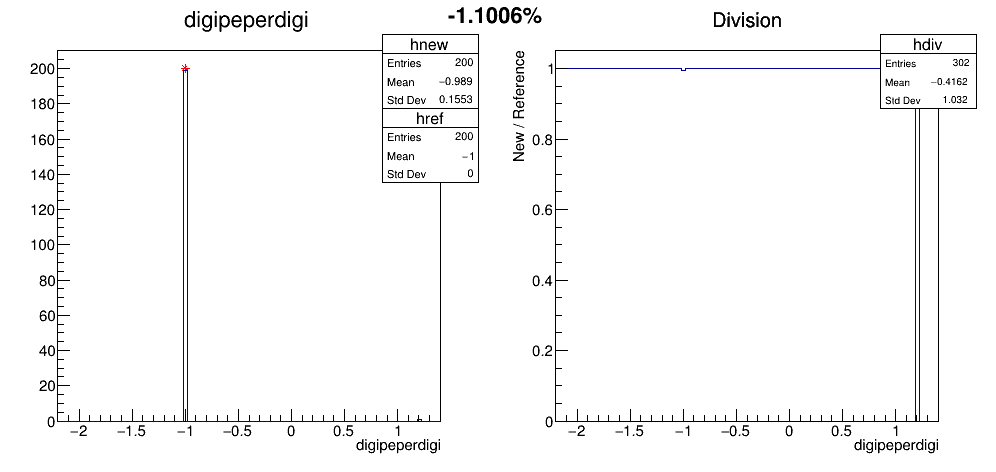 -1.1006%
digipeperdigi
hnew
Entries 200
Mean −0.989
Std Dev 0.1553
href
Entries 200
Mean −1
Std Dev 0
200
180
160
140
120
100
80
60
40
20
0
−2 −1.5 −1 −0.5 0 0.5 1
digipeperdigi
Division
hdiv
Entries 302
Mean −0.4162
Std Dev 1.032
New / Reference
1
0.8
0.6
0.4
0.2
0
−2 −1.5 −1 −0.5 0 0.5 1
digipeperdigi